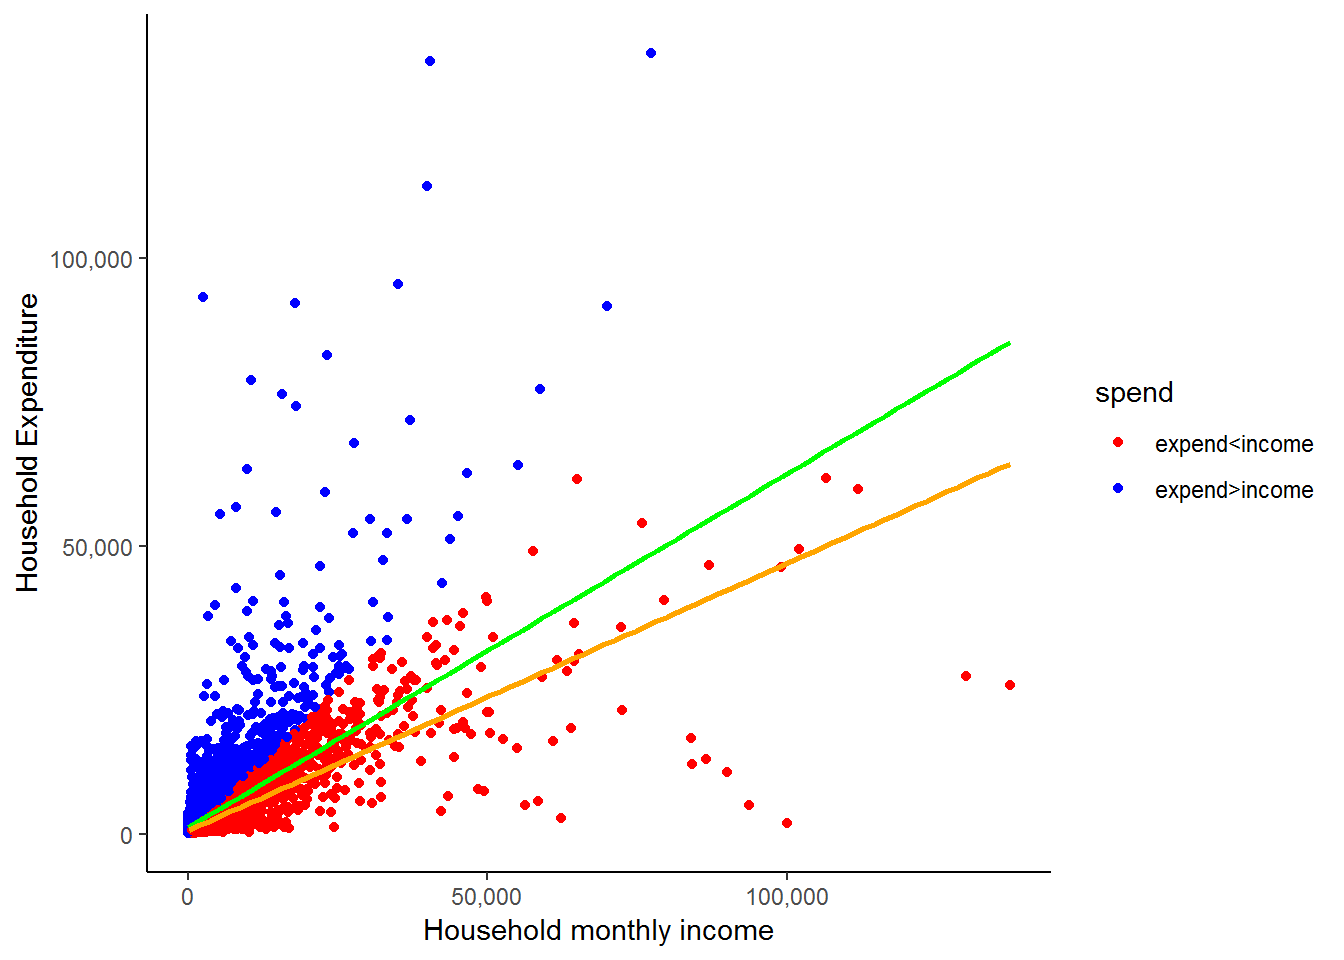 100,000
50,000
0
Household Expenditure
0
50,000
100,000
Household monthly income
spend
expend<income
expend>income